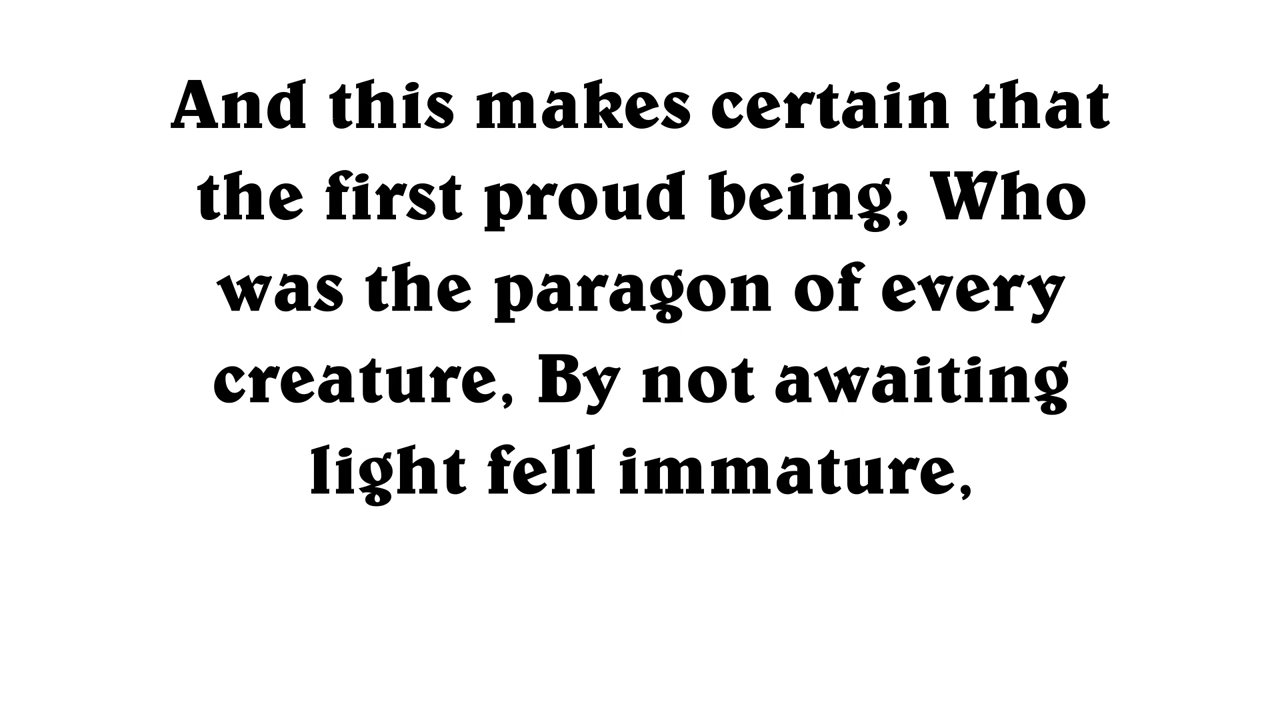 And this makes certain that
the first proud being, Who
was the paragon of every
creature, By not awaiting
light fell immature,